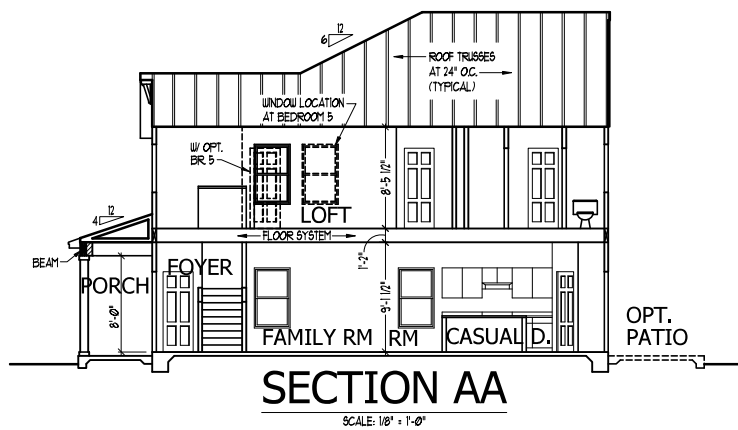 12
6
ROOF TRUSSES
AT 24" O.C.
(TYPICAL)
WINDOW LOCATION
AT BEDROOM 5
W/ OPT.
BR. 5
8'-5 1/2"
LOFT
12
4
FLOOR SYSTEM
1'-2"
BEAM
FOYER
PORCH
8'-0"
9'-1 1/2"
FAMILY RM
RM
CASUAL D.
OPT.
PATIO
SECTION AA
SCALE: 1/8" = 1'-0"